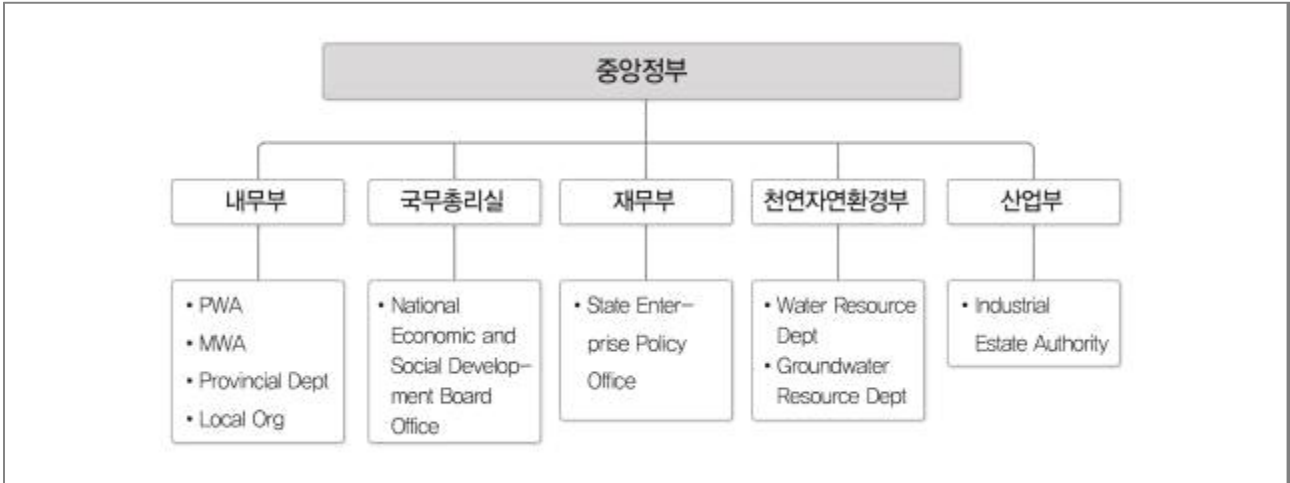 중앙정부
내무부
국무총리실
재무부
천연자연환경부
산업부
• PWA
• MWA
• Provincial Dept
• Local Org
• National
Economic and
Social Develop-
ment Board
Office
• State Enter-
prise Policy
Office
• Water Resource
Dept
• Groundwater
Resource Dept
• Industrial
Estate Authority